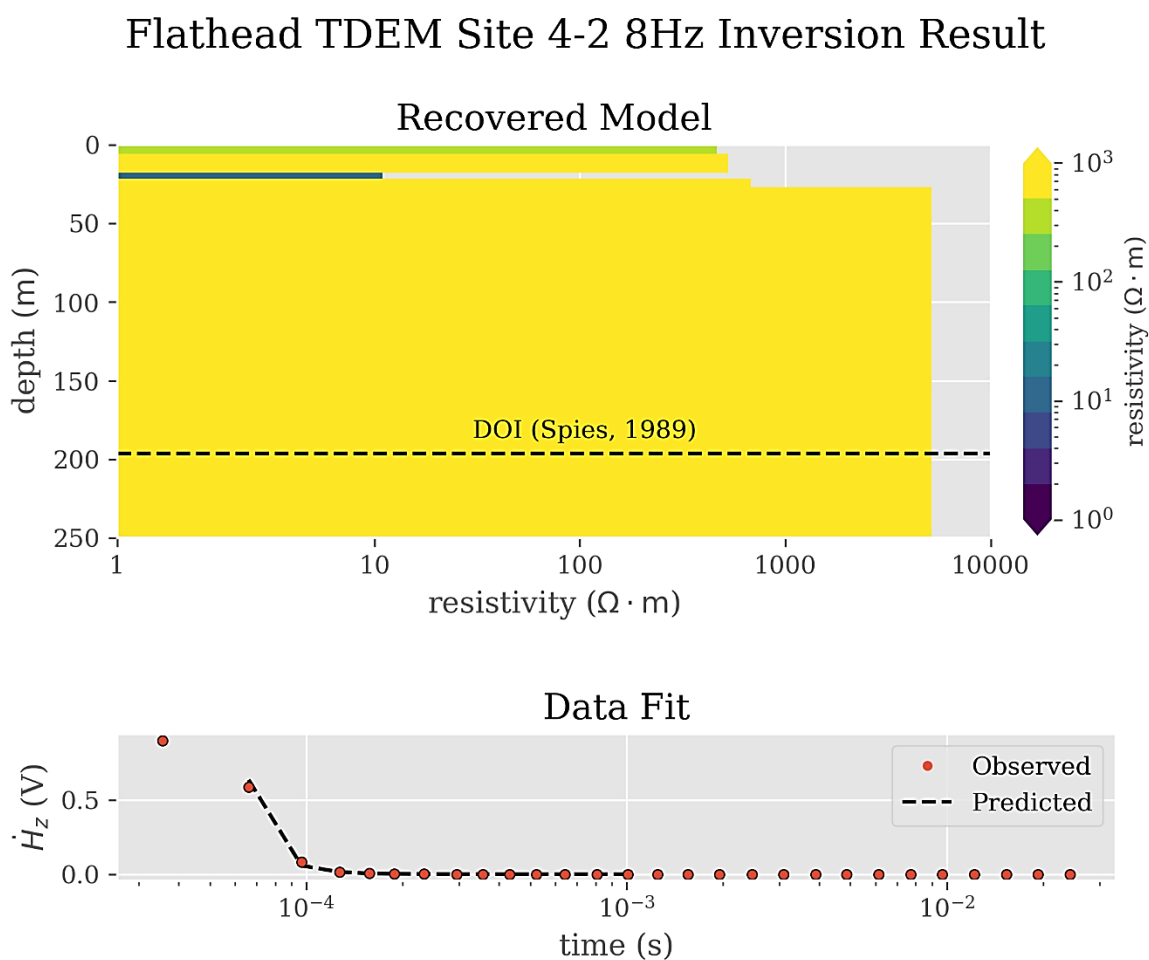 Flathead TDEM Site 4-2 8Hz Inversion Result
Recovered Model
0
50
100
150
200
250
depth (m)
DOI (Spies, 1989)
1
10
100
1000
10000
resistivity (Ω · m)
10³
10²
10¹
10⁰
resistivity (Ω · m)
Data Fit
0.5
0.0
Ḣz (V)
Observed
Predicted
10⁻⁴
10⁻³
10⁻²
time (s)